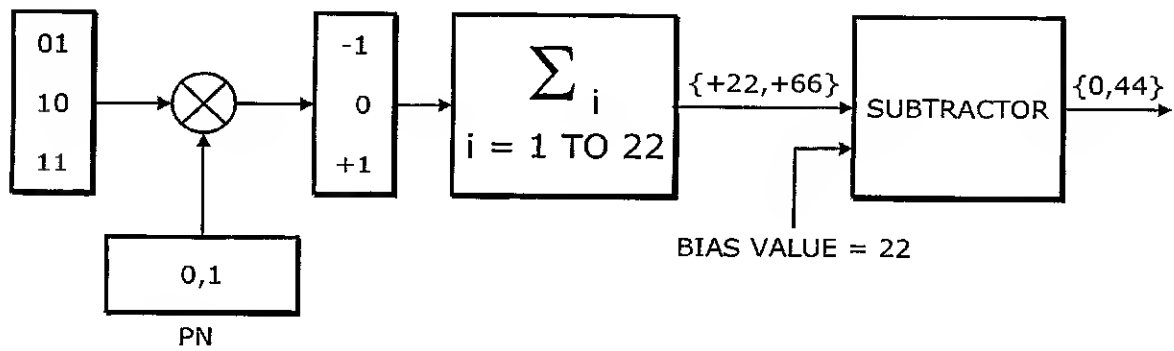 01
10
11
0,1
PN
-1
0
+1
Σ i
i = 1 TO 22
{+22,+66}
BIAS VALUE = 22
SUBTRACTOR
{0,44}